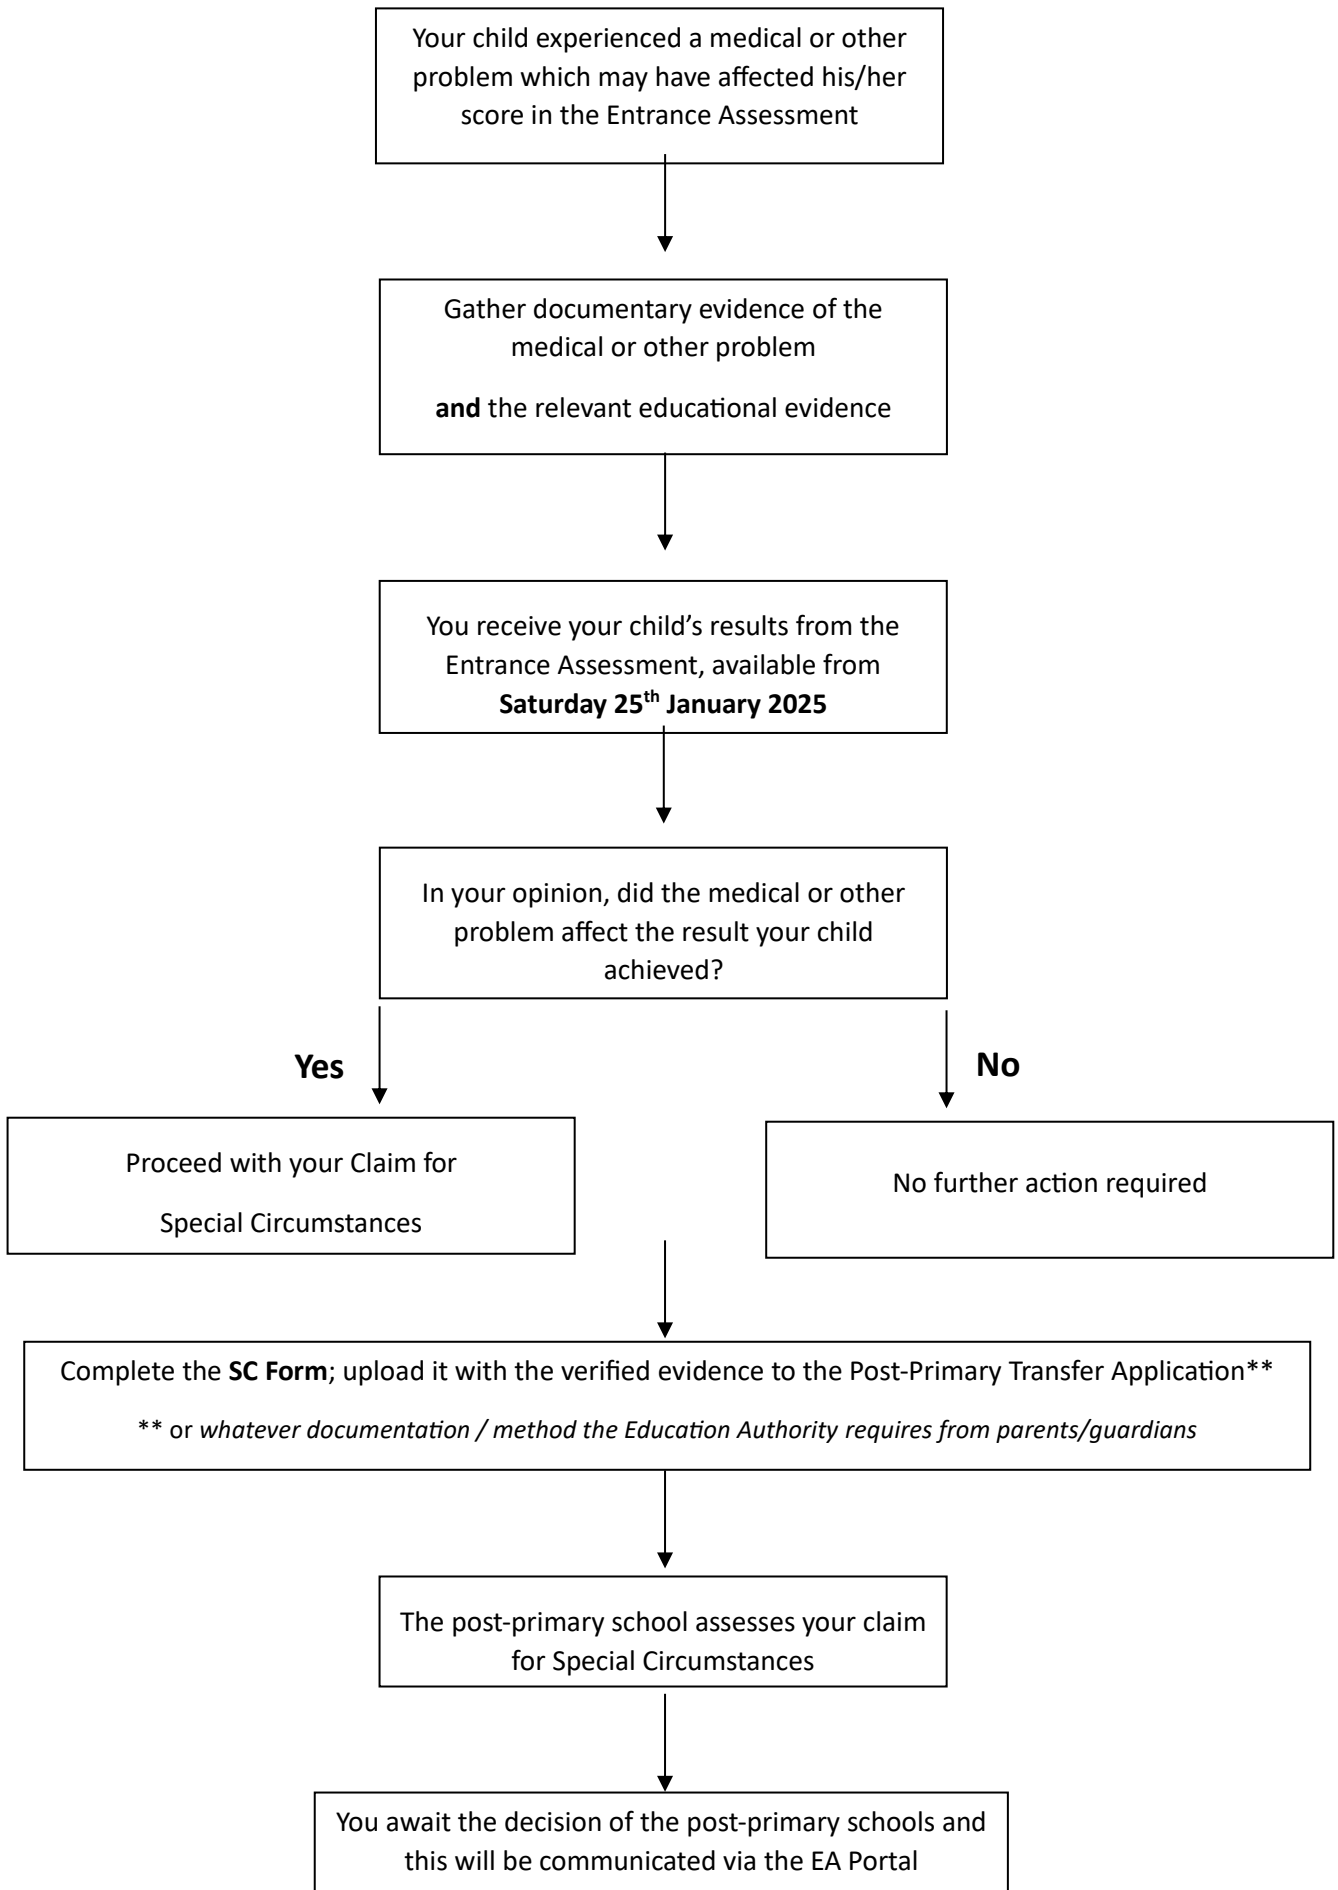 Your child experienced a medical or other
problem which may have affected his/her
score in the Entrance Assessment
Gather documentary evidence of the
medical or other problem
and the relevant educational evidence
You receive your child’s results from the
Entrance Assessment, available from
Saturday 25th January 2025
In your opinion, did the medical or other
problem affect the result your child
achieved?
Yes
No
Proceed with your Claim for
Special Circumstances
No further action required
Complete the SC Form; upload it with the verified evidence to the Post-Primary Transfer Application**
** or whatever documentation / method the Education Authority requires from parents/guardians
The post-primary school assesses your claim
for Special Circumstances
You await the decision of the post-primary schools and
this will be communicated via the EA Portal